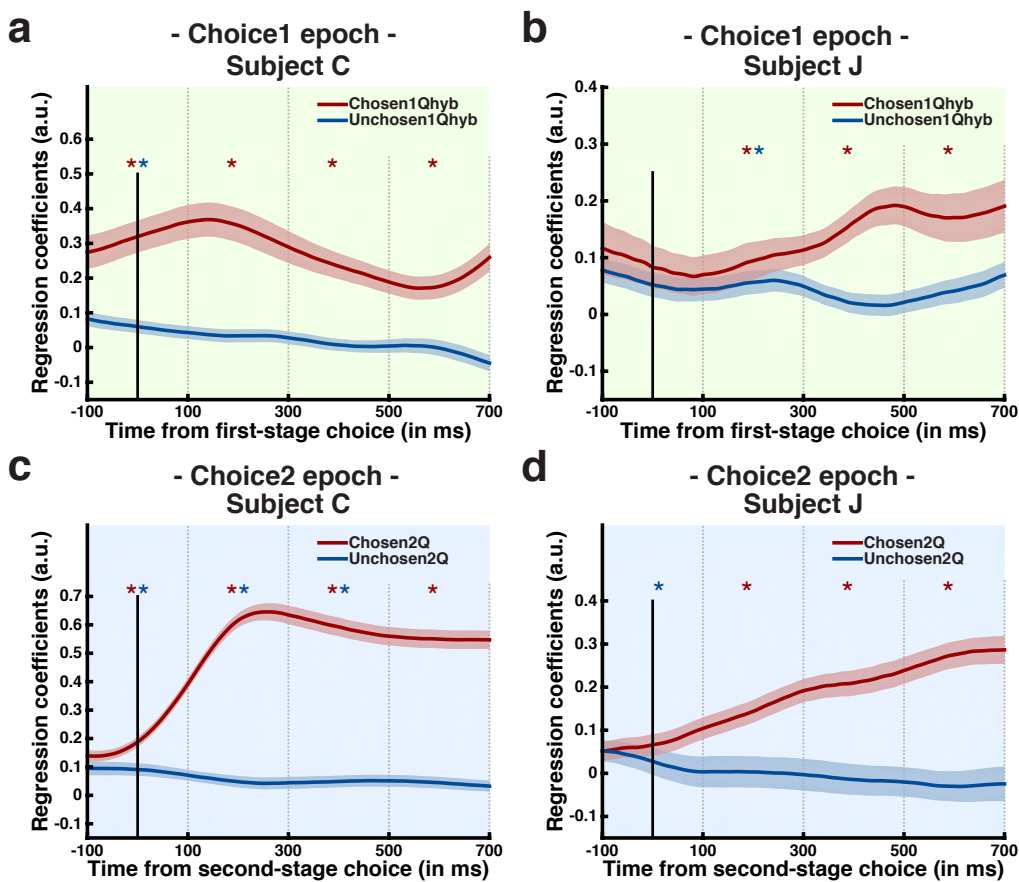 a
- Choice1 epoch -
Subject C
Regression coefficients (a.u.)
Chosen1Qhyb
Unchosen1Qhyb
0.6
0.5
0.4
0.3
0.2
0.1
0
-0.1
* * * * *
-100 100 300 500 700
Time from first-stage choice (in ms)
b
- Choice1 epoch -
Subject J
Regression coefficients (a.u.)
Chosen1Qhyb
Unchosen1Qhyb
0.4
0.3
0.2
0.1
0
-0.1
* * * *
-100 100 300 500 700
Time from first-stage choice (in ms)
c
- Choice2 epoch -
Subject C
Regression coefficients (a.u.)
Chosen2Q
Unchosen2Q
0.7
0.6
0.5
0.4
0.3
0.2
0.1
0
-0.1
* * * * * * *
-100 100 300 500 700
Time from second-stage choice (in ms)
d
- Choice2 epoch -
Subject J
Regression coefficients (a.u.)
Chosen2Q
Unchosen2Q
0.4
0.3
0.2
0.1
0
-0.1
* * * *
-100 100 300 500 700
Time from second-stage choice (in ms)